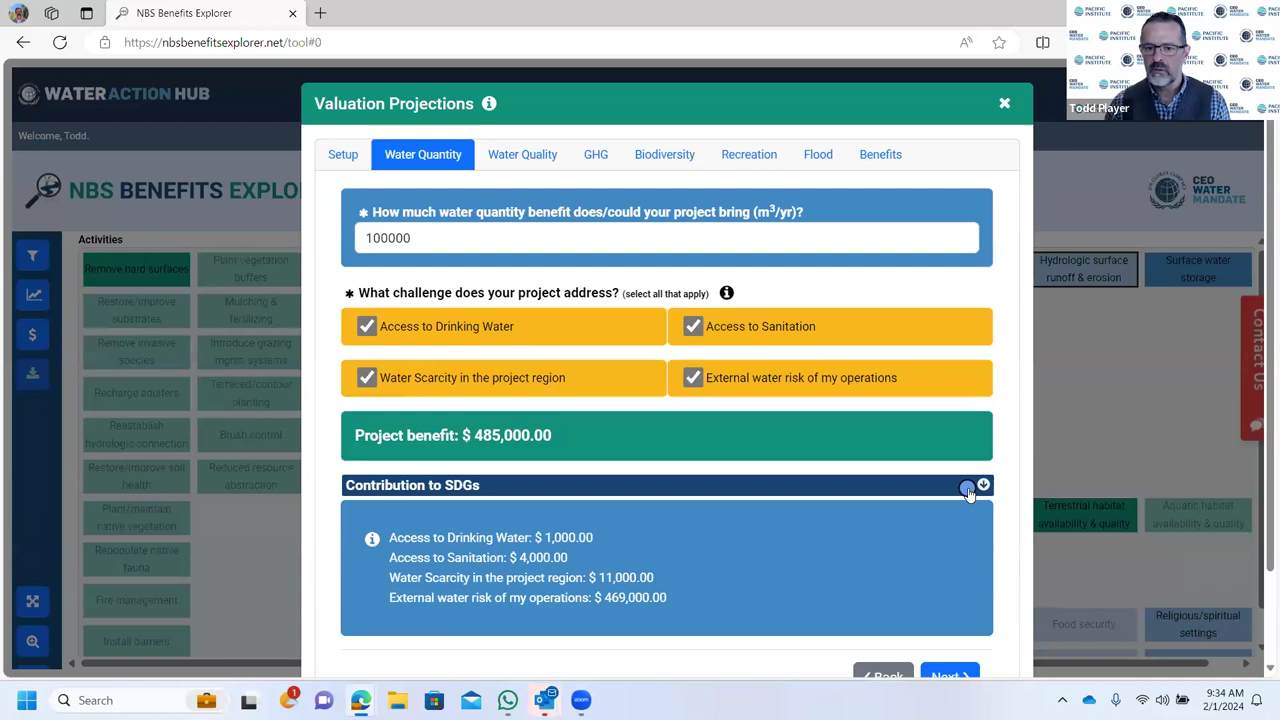 NBS Benefits Explorer
https://nbsbenefitsexplorer.net/tool#0
PACIFIC INSTITUTE
CEO WATER MANDATE
Todd Player
WATER ACTION HUB
Welcome, Todd.
NBS BENEFITS EXPLO
CEO WATER MANDATE
Valuation Projections
Setup
Water Quantity
Water Quality
GHG
Biodiversity
Recreation
Flood
Benefits
✱ How much water quantity benefit does/could your project bring (m³/yr)?
100000
✱ What challenge does your project address? (select all that apply)
Access to Drinking Water
Access to Sanitation
Water Scarcity in the project region
External water risk of my operations
Project benefit: $ 485,000.00
Contribution to SDGs
Access to Drinking Water: $ 1,000.00
Access to Sanitation: $ 4,000.00
Water Scarcity in the project region: $ 11,000.00
External water risk of my operations: $ 469,000.00
Back
Next
Activities
Remove hard surfaces
Plant vegetation buffers
Restore/improve substrates
Mulching & fertilizing
Remove invasive species
Introduce grazing mgmt. systems
Recharge aquifers
Terraced/contour planting
Reestablish hydrologic connection
Brush control
Restore/improve soil health
Reduced resource abstraction
Plant/maintain native vegetation
Repopulate native fauna
Fire management
Install barriers
Hydrologic surface runoff & erosion
Surface water storage
Terrestrial habitat availability & quality
Aquatic habitat availability & quality
Food security
Religious/spiritual settings
Contact Us
Search
9:34 AM
2/1/2024